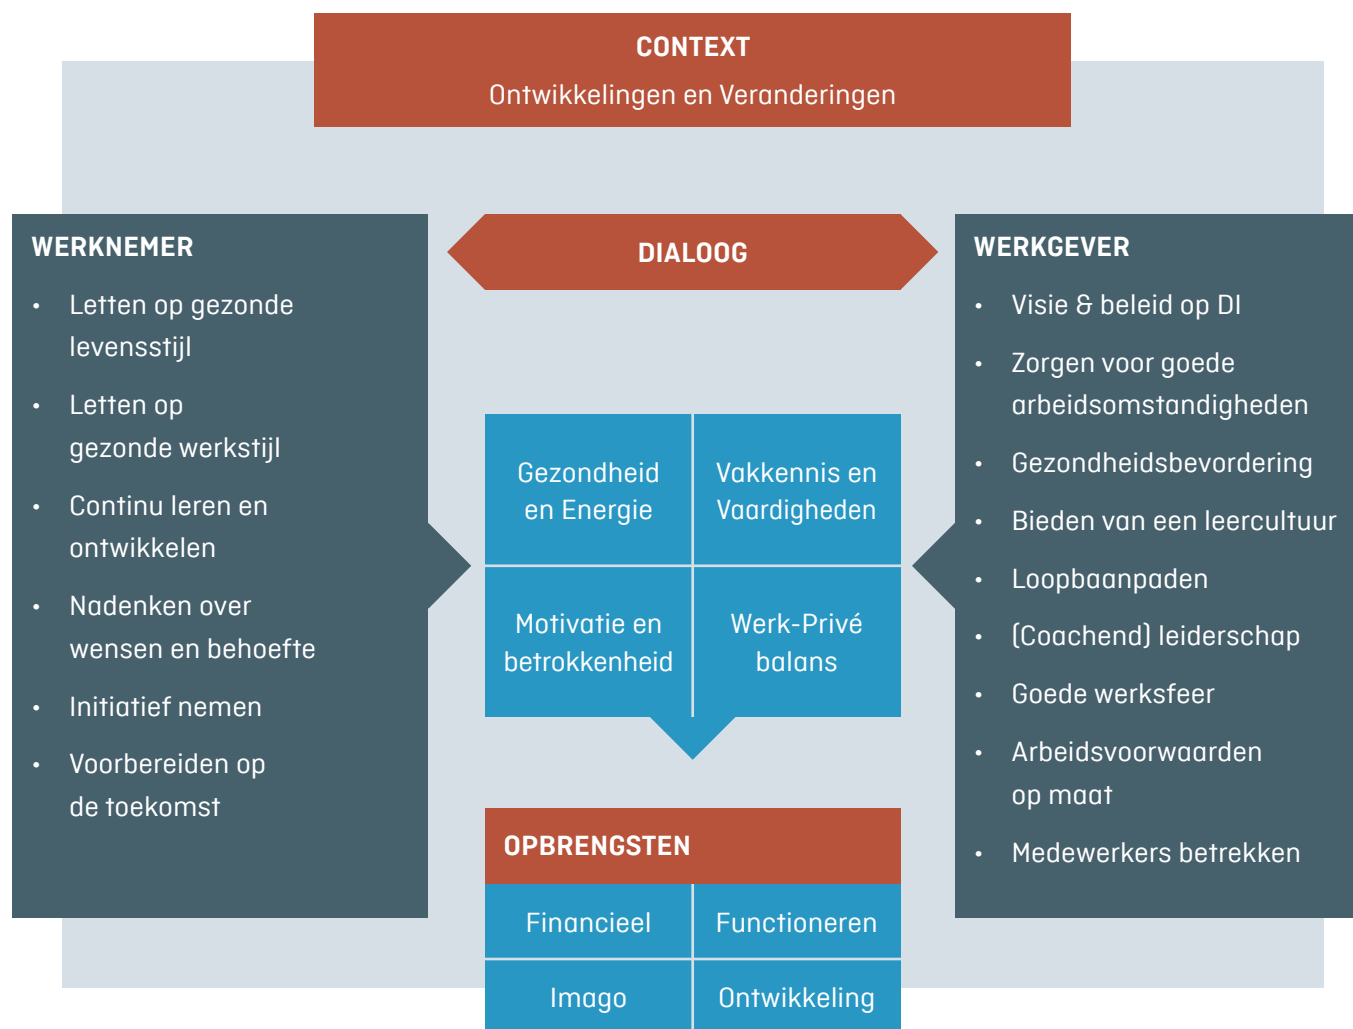 CONTEXT
Ontwikkelingen en Veranderingen
WERKNEMER
• Letten op gezonde
levensstijl
• Letten op
gezonde werkstijl
• Continu leren en
ontwikkelen
• Nadenken over
wensen en behoefte
• Initiatief nemen
• Voorbereiden op
de toekomst
DIALOOG
Gezondheid
en Energie
Vakkennis en
Vaardigheden
Motivatie en
betrokkenheid
Werk-Privé
balans
OPBRENGSTEN
Financieel
Functioneren
Imago
Ontwikkeling
WERKGEVER
• Visie & beleid op DI
• Zorgen voor goede
arbeidsomstandigheden
• Gezondheidsbevordering
• Bieden van een leercultuur
• Loopbaanpaden
• (Coachend) leiderschap
• Goede werksfeer
• Arbeidsvoorwaarden
op maat
• Medewerkers betrekken